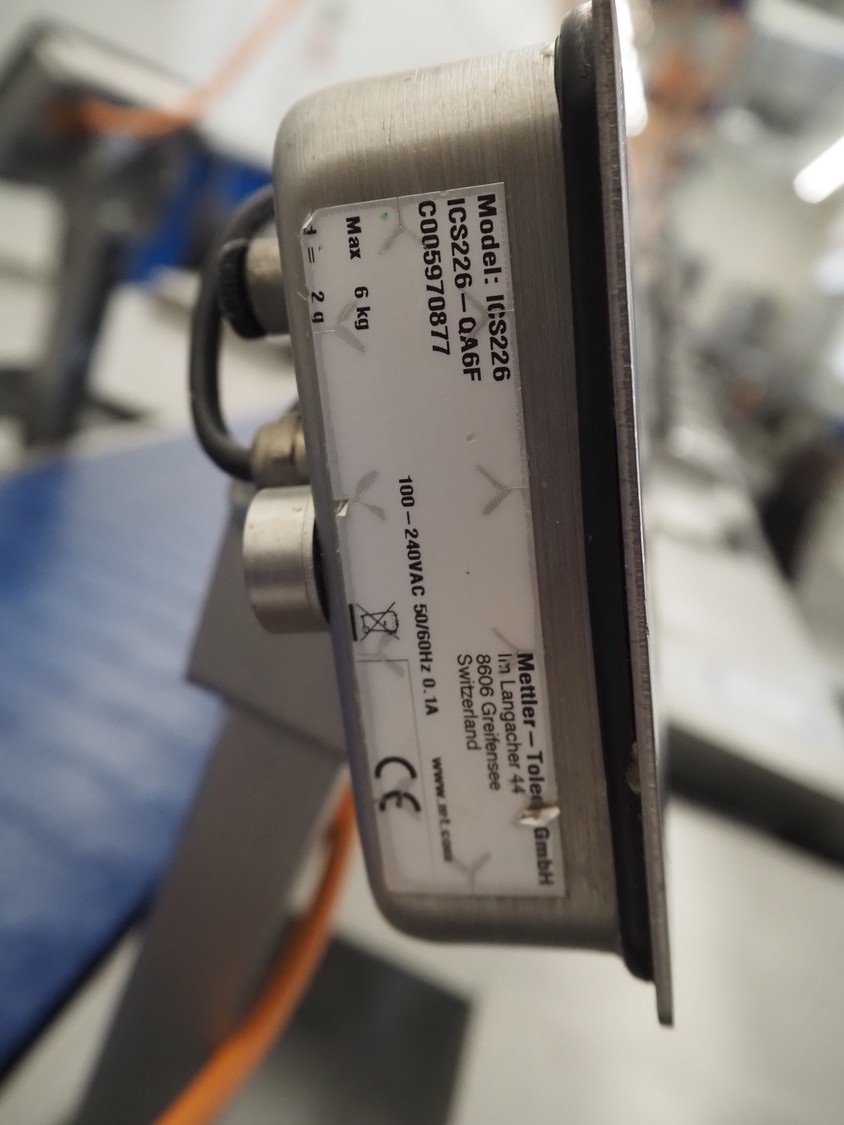 Model: ICS226
ICS226-QA6F
C005970877
Max 6 kg
d = 2 g
100-240VAC 50/60Hz 0.1A
Mettler-Toledo GmbH
Im Langacher 44
8606 Greifensee
Switzerland
www.mt.com
CE